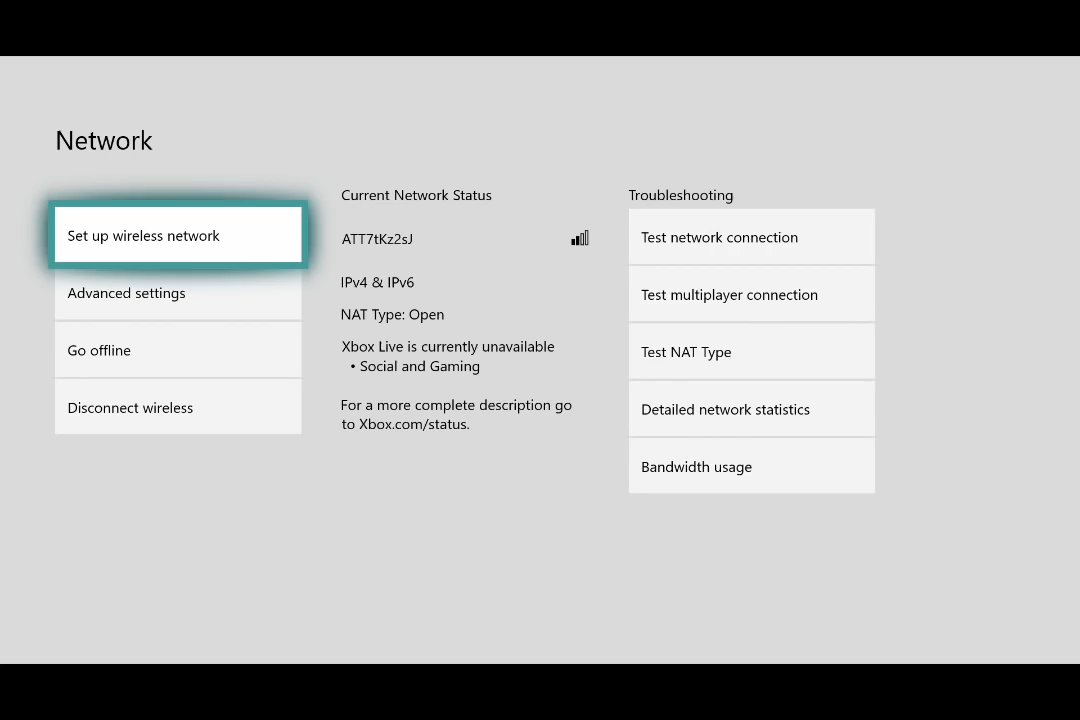 Network
Set up wireless network
Advanced settings
Go offline
Disconnect wireless
Current Network Status
ATT7tKz2sJ
IPv4 & IPv6
NAT Type: Open
Xbox Live is currently unavailable
• Social and Gaming
For a more complete description go
to Xbox.com/status.
Troubleshooting
Test network connection
Test multiplayer connection
Test NAT Type
Detailed network statistics
Bandwidth usage